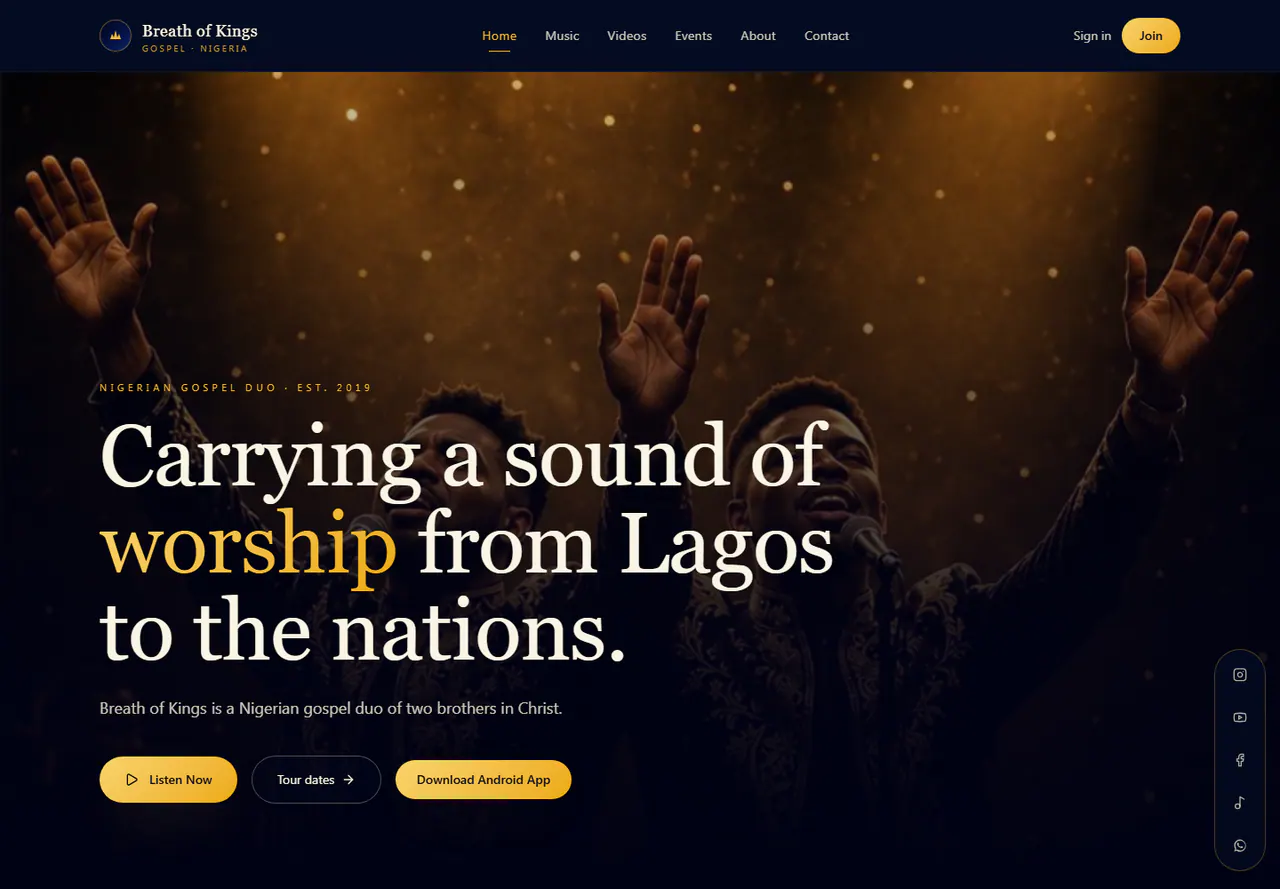 Breath of Kings
GOSPEL · NIGERIA
Home
Music
Videos
Events
About
Contact
Sign in
Join
NIGERIAN GOSPEL DUO · EST. 2019
Carrying a sound of
worship from Lagos
to the nations.
Breath of Kings is a Nigerian gospel duo of two brothers in Christ.
Listen Now
Tour dates →
Download Android App